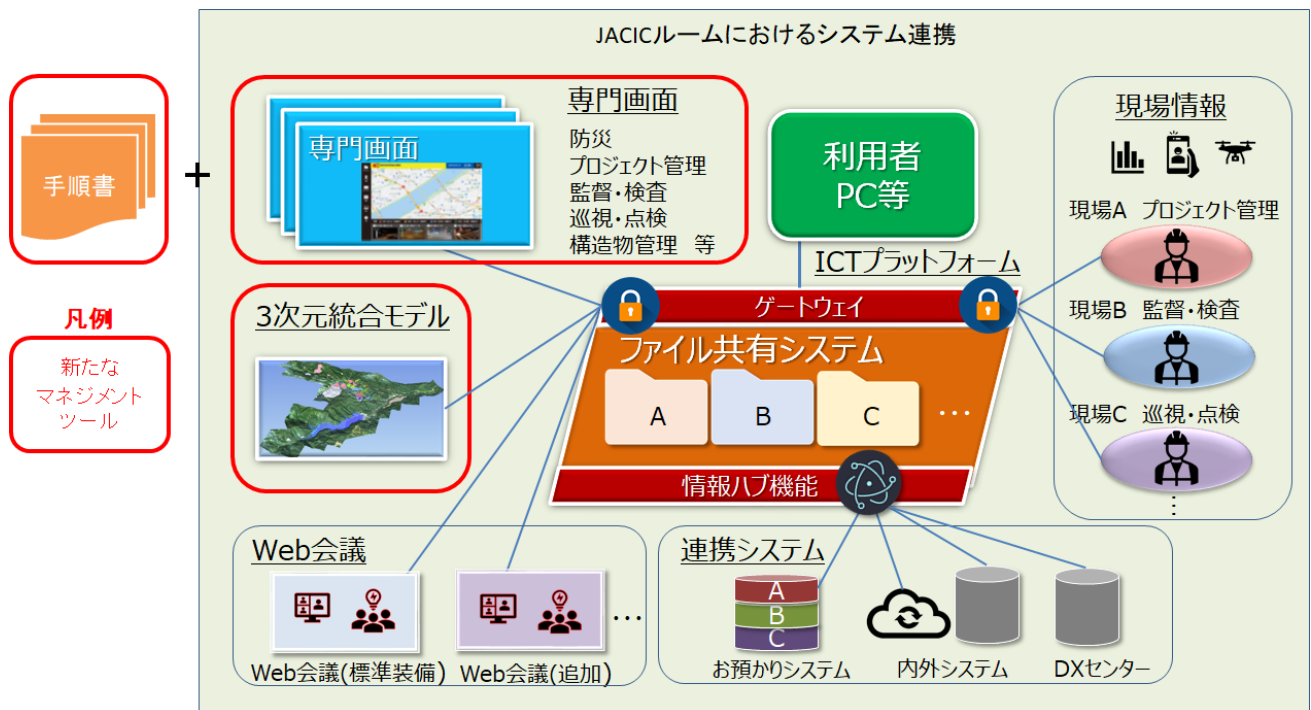 JACICルームにおけるシステム連携
手順書
+
専門画面
専門画面
防災
プロジェクト管理
監督・検査
巡視・点検
構造物管理 等
利用者
PC等
現場情報
現場A プロジェクト管理
現場B 監督・検査
現場C 巡視・点検
⋮
凡例
新たな
マネジメント
ツール
3次元統合モデル
ICTプラットフォーム
ゲートウェイ
ファイル共有システム
A
B
C
…
情報ハブ機能
Web会議
Web会議(標準装備)
Web会議(追加)
…
連携システム
A
B
C
お預かりシステム
内外システム
DXセンター